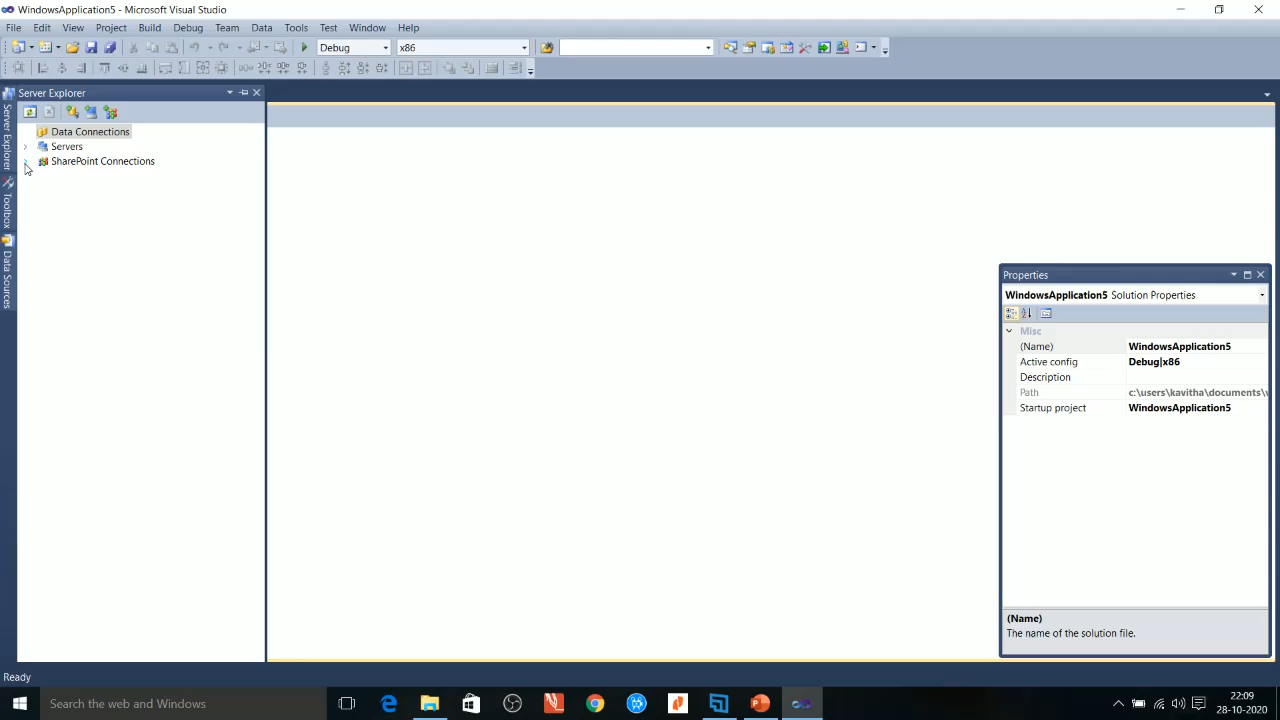 WindowsApplication5 - Microsoft Visual Studio
File Edit View Project Build Debug Team Data Tools Test Window Help
Debug x86
Server Explorer
Data Connections
Servers
SharePoint Connections
Server Explorer
Toolbox
Data Sources
Properties
WindowsApplication5 Solution Properties
Misc
(Name) WindowsApplication5
Active config Debug|x86
Description
Path c:\users\kavitha\documents\
Startup project WindowsApplication5
(Name)
The name of the solution file.
Ready
Search the web and Windows
22:09
28-10-2020